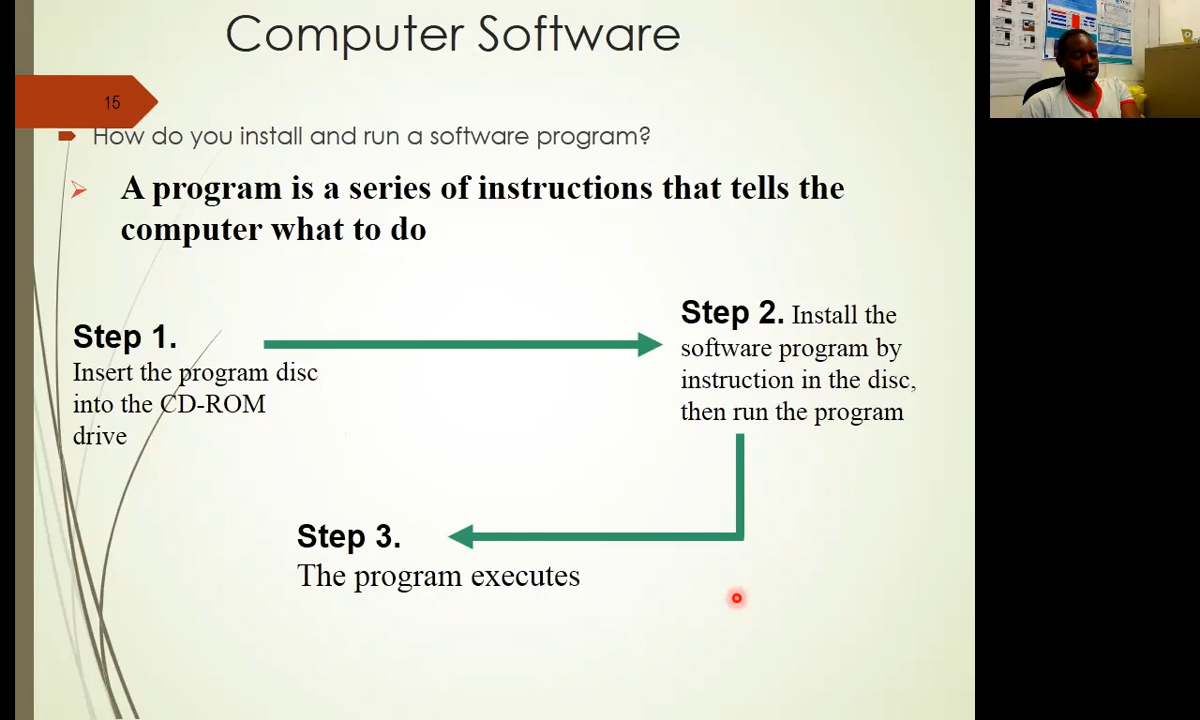 Computer Software
15
How do you install and run a software program?
A program is a series of instructions that tells the
computer what to do
Step 1.
Insert the program disc
into the CD-ROM
drive
Step 2. Install the
software program by
instruction in the disc,
then run the program
Step 3.
The program executes